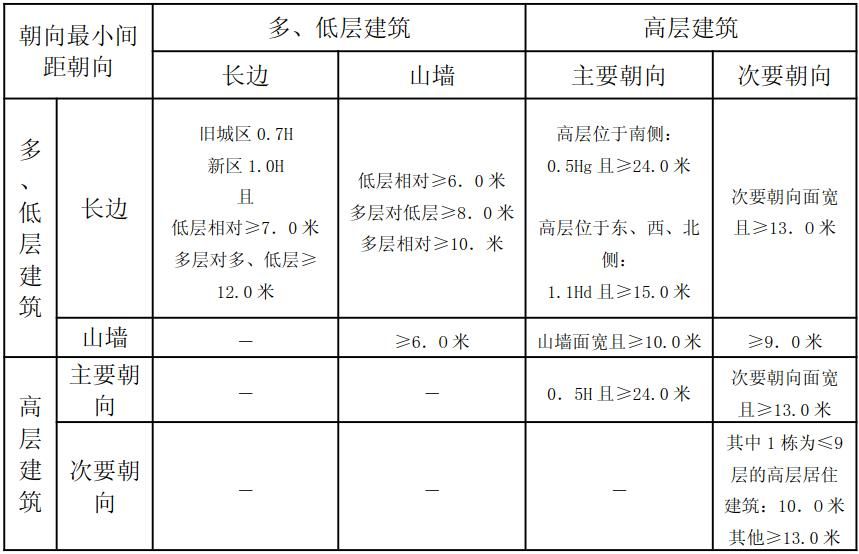 朝向最小间
距朝向
多、低层建筑
高层建筑
长边
山墙
主要朝向
次要朝向
多、低层建筑
长边
旧城区 0.7H
新区 1.0H
且
低层相对≥7.0 米
多层对多、低层≥
12.0 米
低层相对≥6．0 米
多层对低层≥8．0 米
多层相对≥10．米
高层位于南侧：
0.5Hg 且≥24.0 米
高层位于东、西、北
侧：
1.1Hd 且≥15.0 米
次要朝向面宽
且≥13．0 米
山墙
—
≥6．0 米
山墙面宽且≥10.0 米
≥9．0 米
高层建筑
主要朝
向
—
—
0．5H 且≥24.0 米
次要朝向面宽
且≥13.0 米
次要朝
向
—
—
—
其中 1 栋为≤9
层的高层居住
建筑：10．0 米
其他≥13.0 米